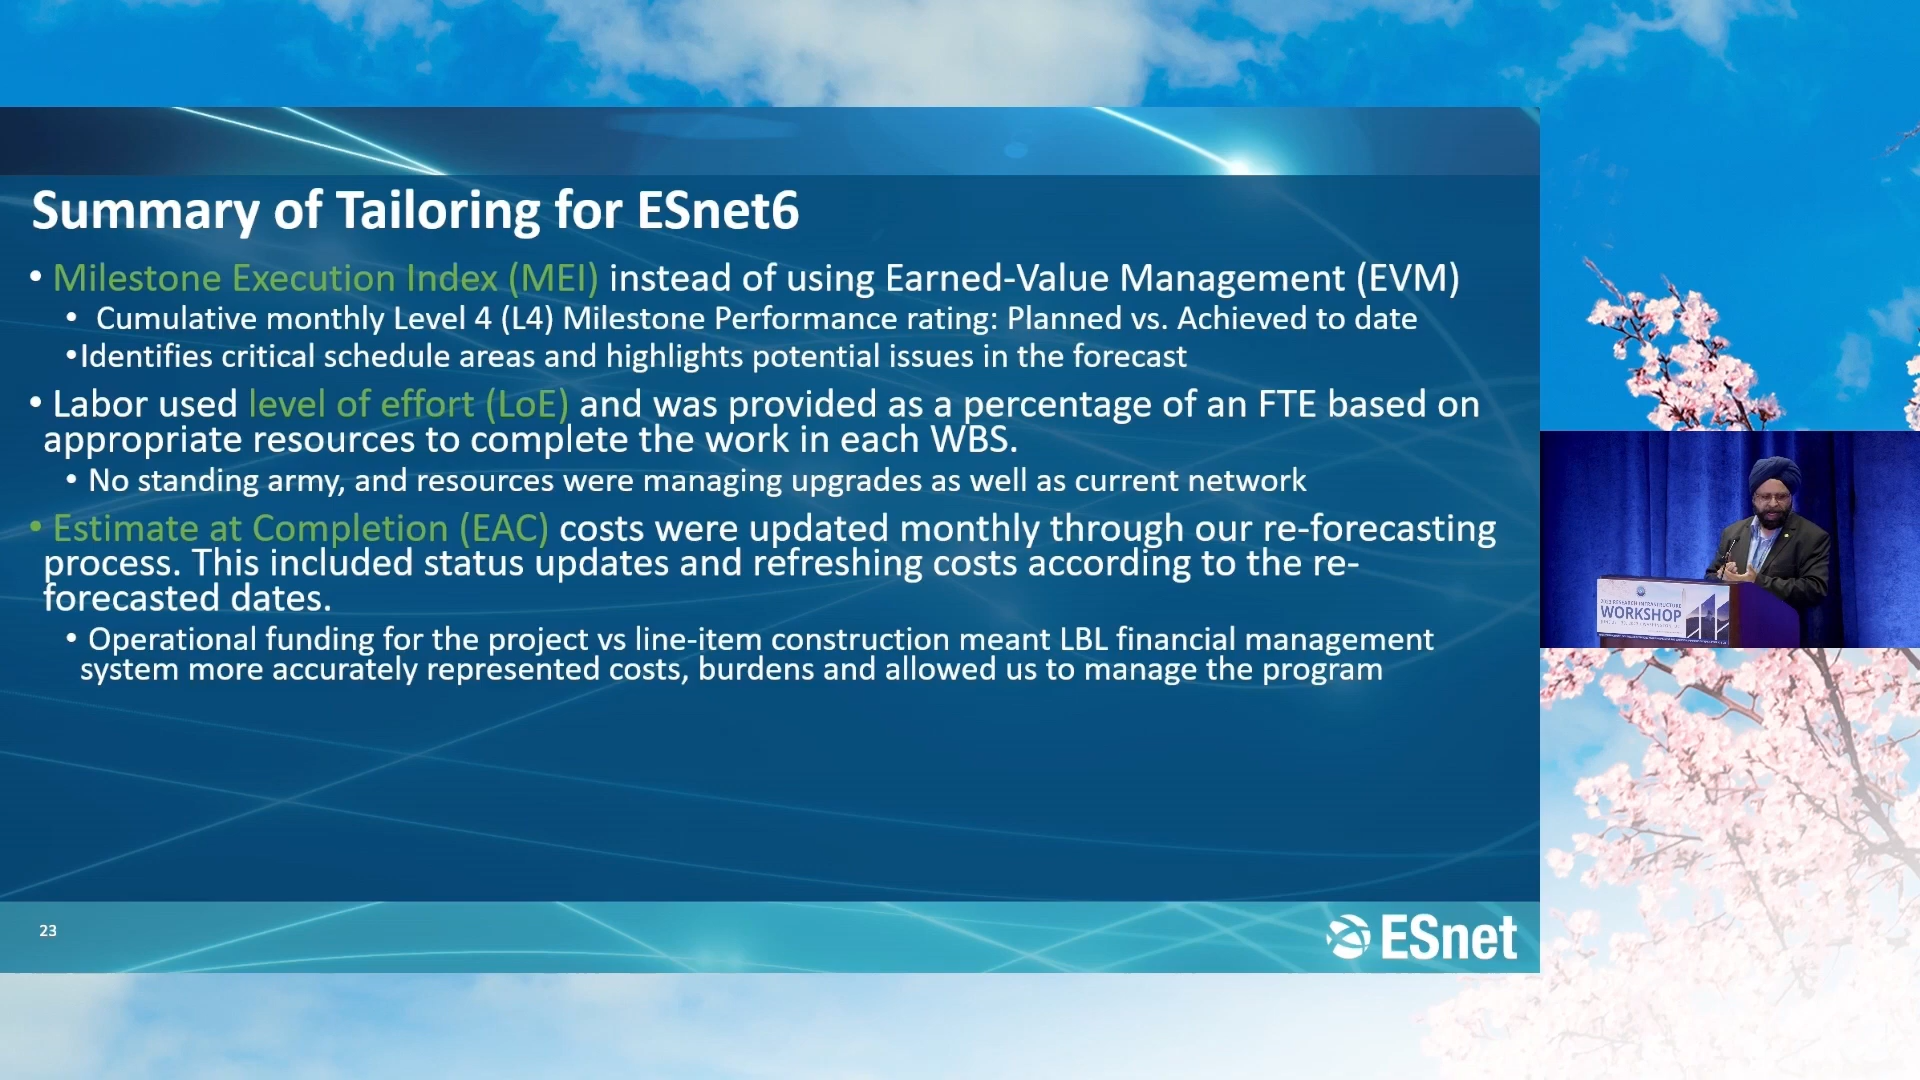 Summary of Tailoring for ESnet6
• Milestone Execution Index (MEI) instead of using Earned-Value Management (EVM)
• Cumulative monthly Level 4 (L4) Milestone Performance rating: Planned vs. Achieved to date
•Identifies critical schedule areas and highlights potential issues in the forecast
• Labor used level of effort (LoE) and was provided as a percentage of an FTE based on
appropriate resources to complete the work in each WBS.
• No standing army, and resources were managing upgrades as well as current network
• Estimate at Completion (EAC) costs were updated monthly through our re-forecasting
process. This included status updates and refreshing costs according to the re-
forecasted dates.
• Operational funding for the project vs line-item construction meant LBL financial management
system more accurately represented costs, burdens and allowed us to manage the program
23
ESnet
2023 RESEARCH INFRASTRUCTURE
WORKSHOP